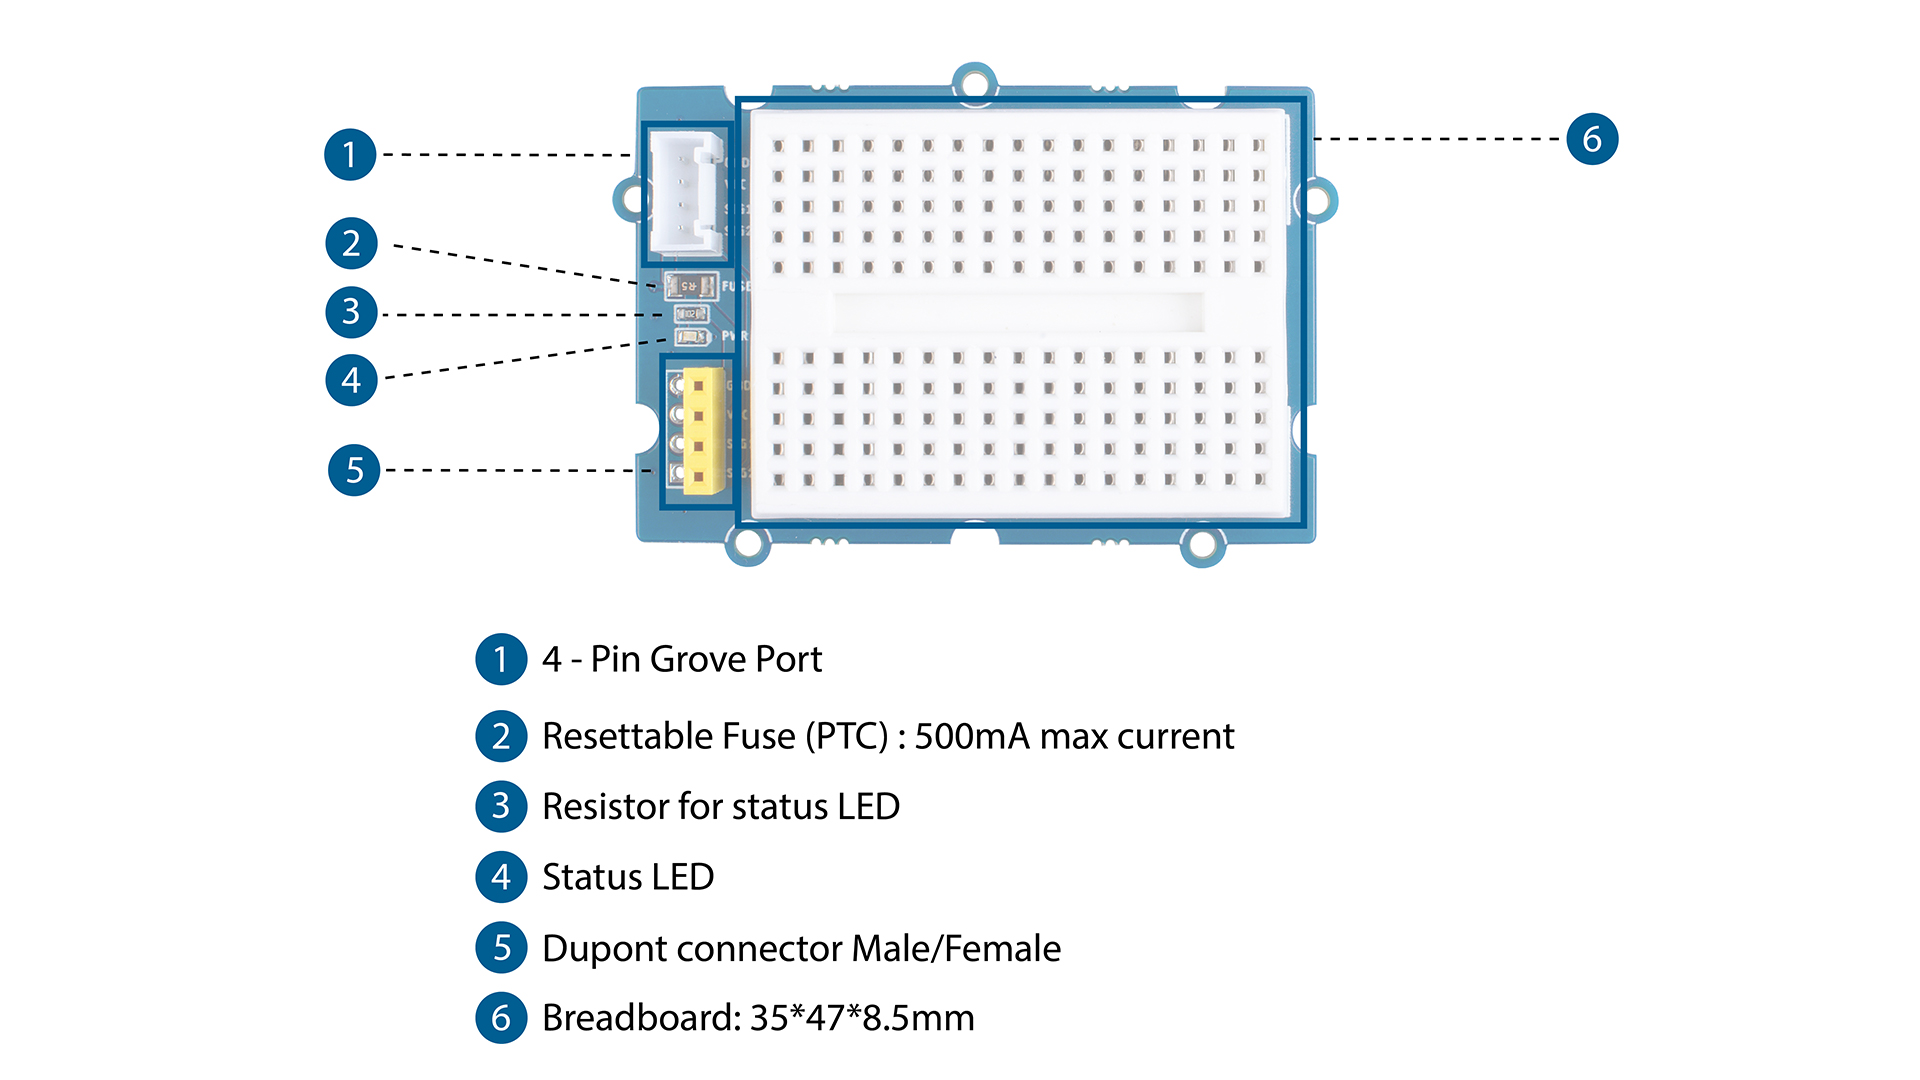 1
2
3
4
5
6
R5
102
FUSE
PWR
1 4 - Pin Grove Port
2 Resettable Fuse (PTC) : 500mA max current
3 Resistor for status LED
4 Status LED
5 Dupont connector Male/Female
6 Breadboard: 35*47*8.5mm